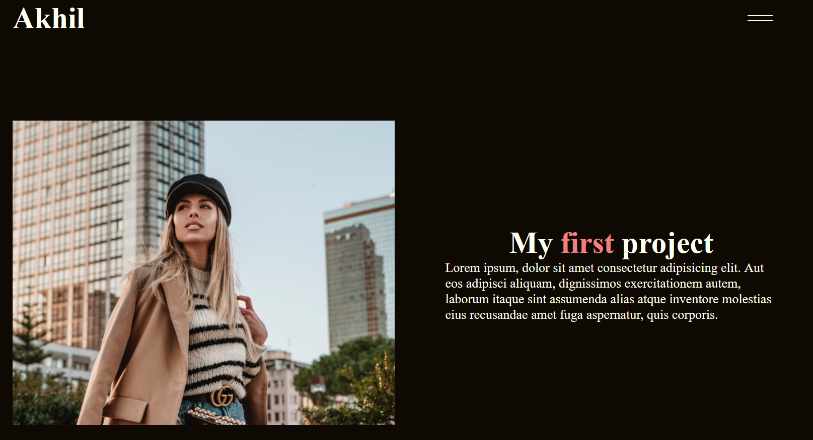 Akhil
My first project
Lorem ipsum, dolor sit amet consectetur adipisicing elit. Aut
eos adipisci aliquam, dignissimos exercitationem autem,
laborum itaque sint assumenda alias atque inventore molestias
eius recusandae amet fuga aspernatur, quis corporis.